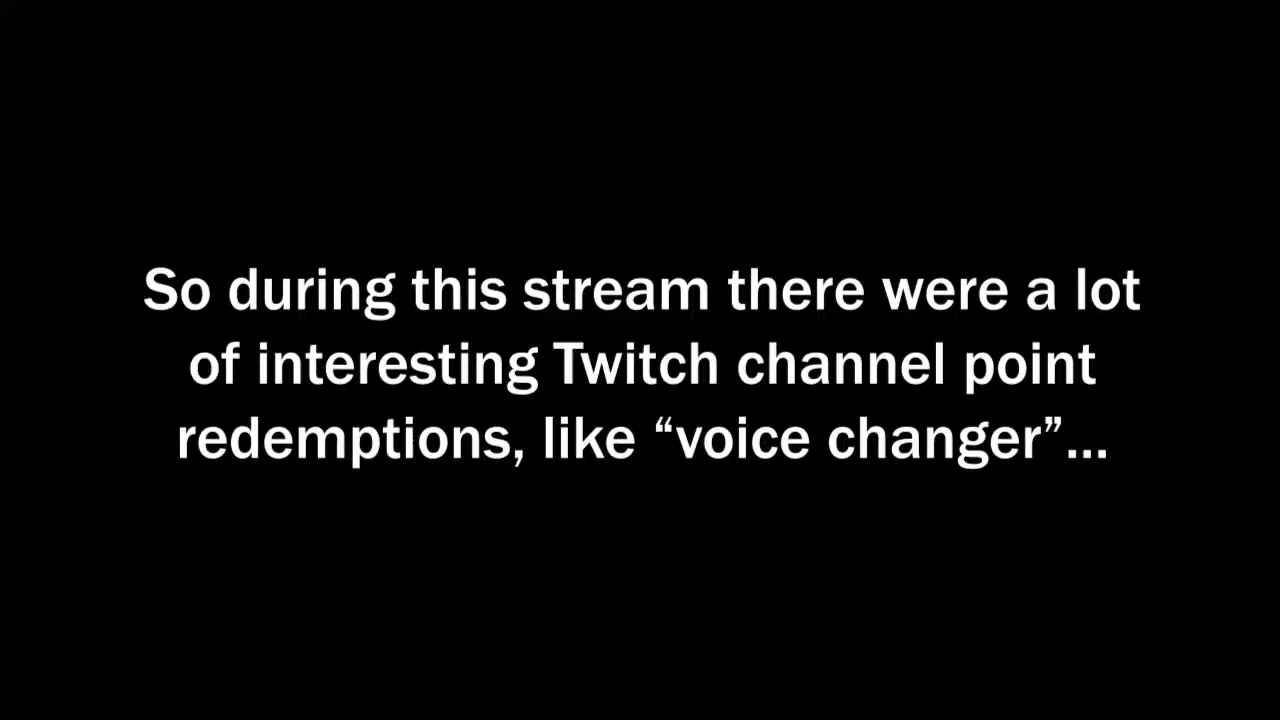 So during this stream there were a lot
of interesting Twitch channel point
redemptions, like “voice changer”...